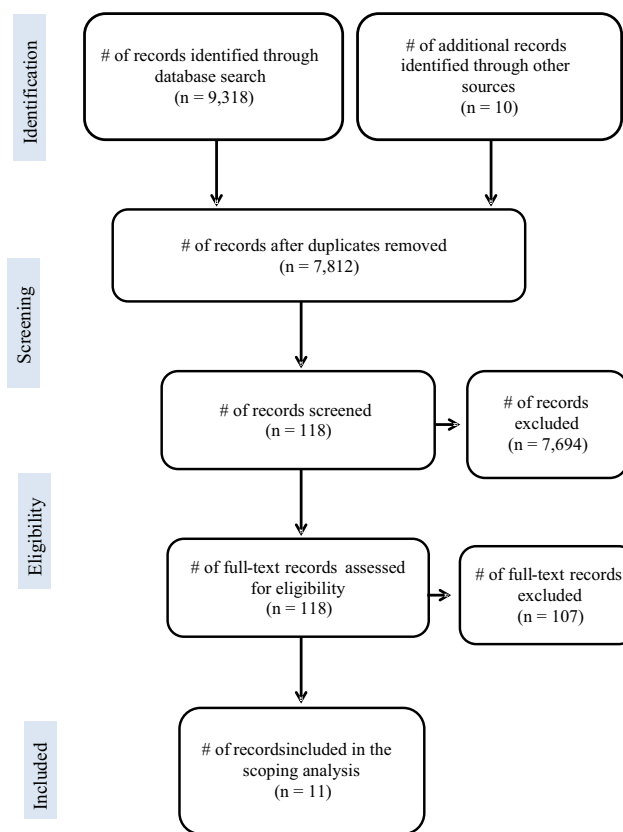 Identification
# of records identified through
database search
(n = 9,318)
# of additional records
identified through other
sources
(n = 10)
# of records after duplicates removed
(n = 7,812)
Screening
# of records screened
(n = 118)
# of records
excluded
(n = 7,694)
Eligibility
# of full-text records assessed
for eligibility
(n = 118)
# of full-text records
excluded
(n = 107)
Included
# of recordsincluded in the
scoping analysis
(n = 11)